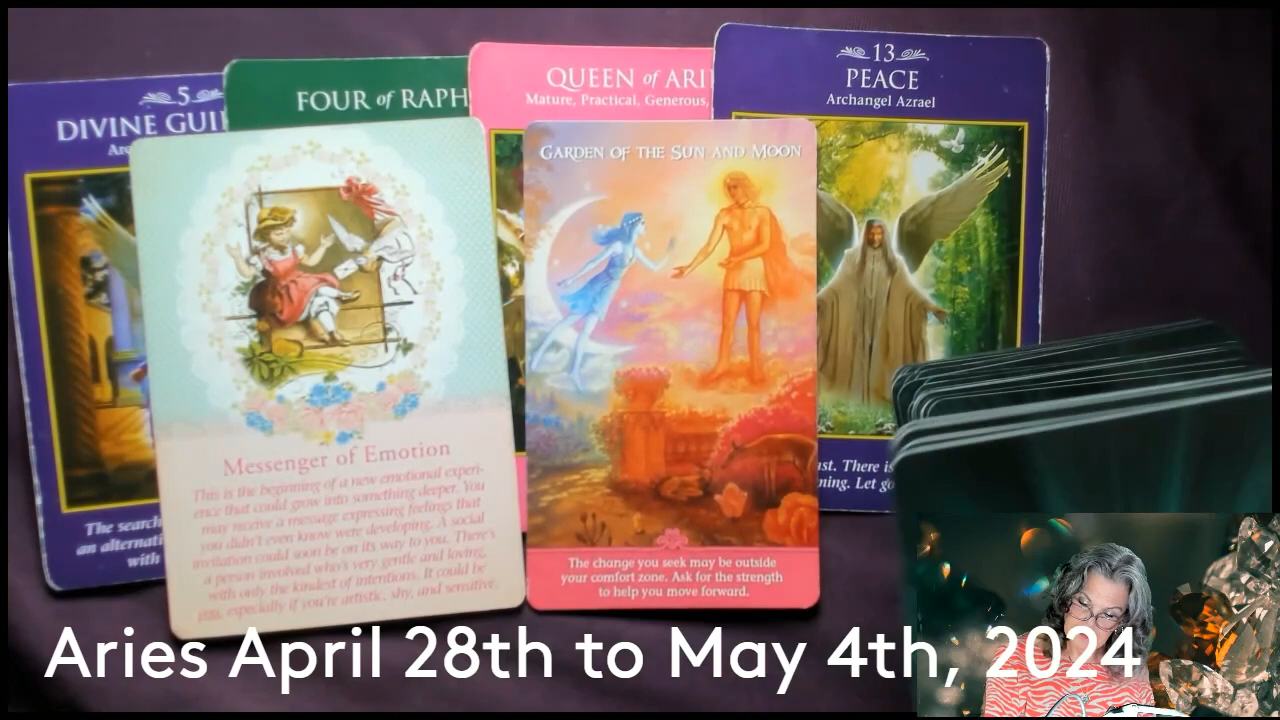 5
DIVINE GUI
FOUR of RAPH
QUEEN of ARI
Mature, Practical, Generous,
13
PEACE
Archangel Azrael
GARDEN OF THE SUN AND MOON
Messenger of Emotion
This is the beginning of a new emotional experi-
ence that could grow into something deeper. You
may receive a message expressing feelings that
you didn't even know were developing. A social
invitation could soon be on its way to you. There's
a person involved who's very gentle and loving,
with only the kindest of intentions. It could be
you, especially if you're artistic, shy, and sensitive.
The change you seek may be outside
your comfort zone. Ask for the strength
to help you move forward.
The search
an alternati
with
There is
Let go
Aries April 28th to May 4th, 2024